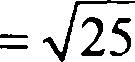 = √25